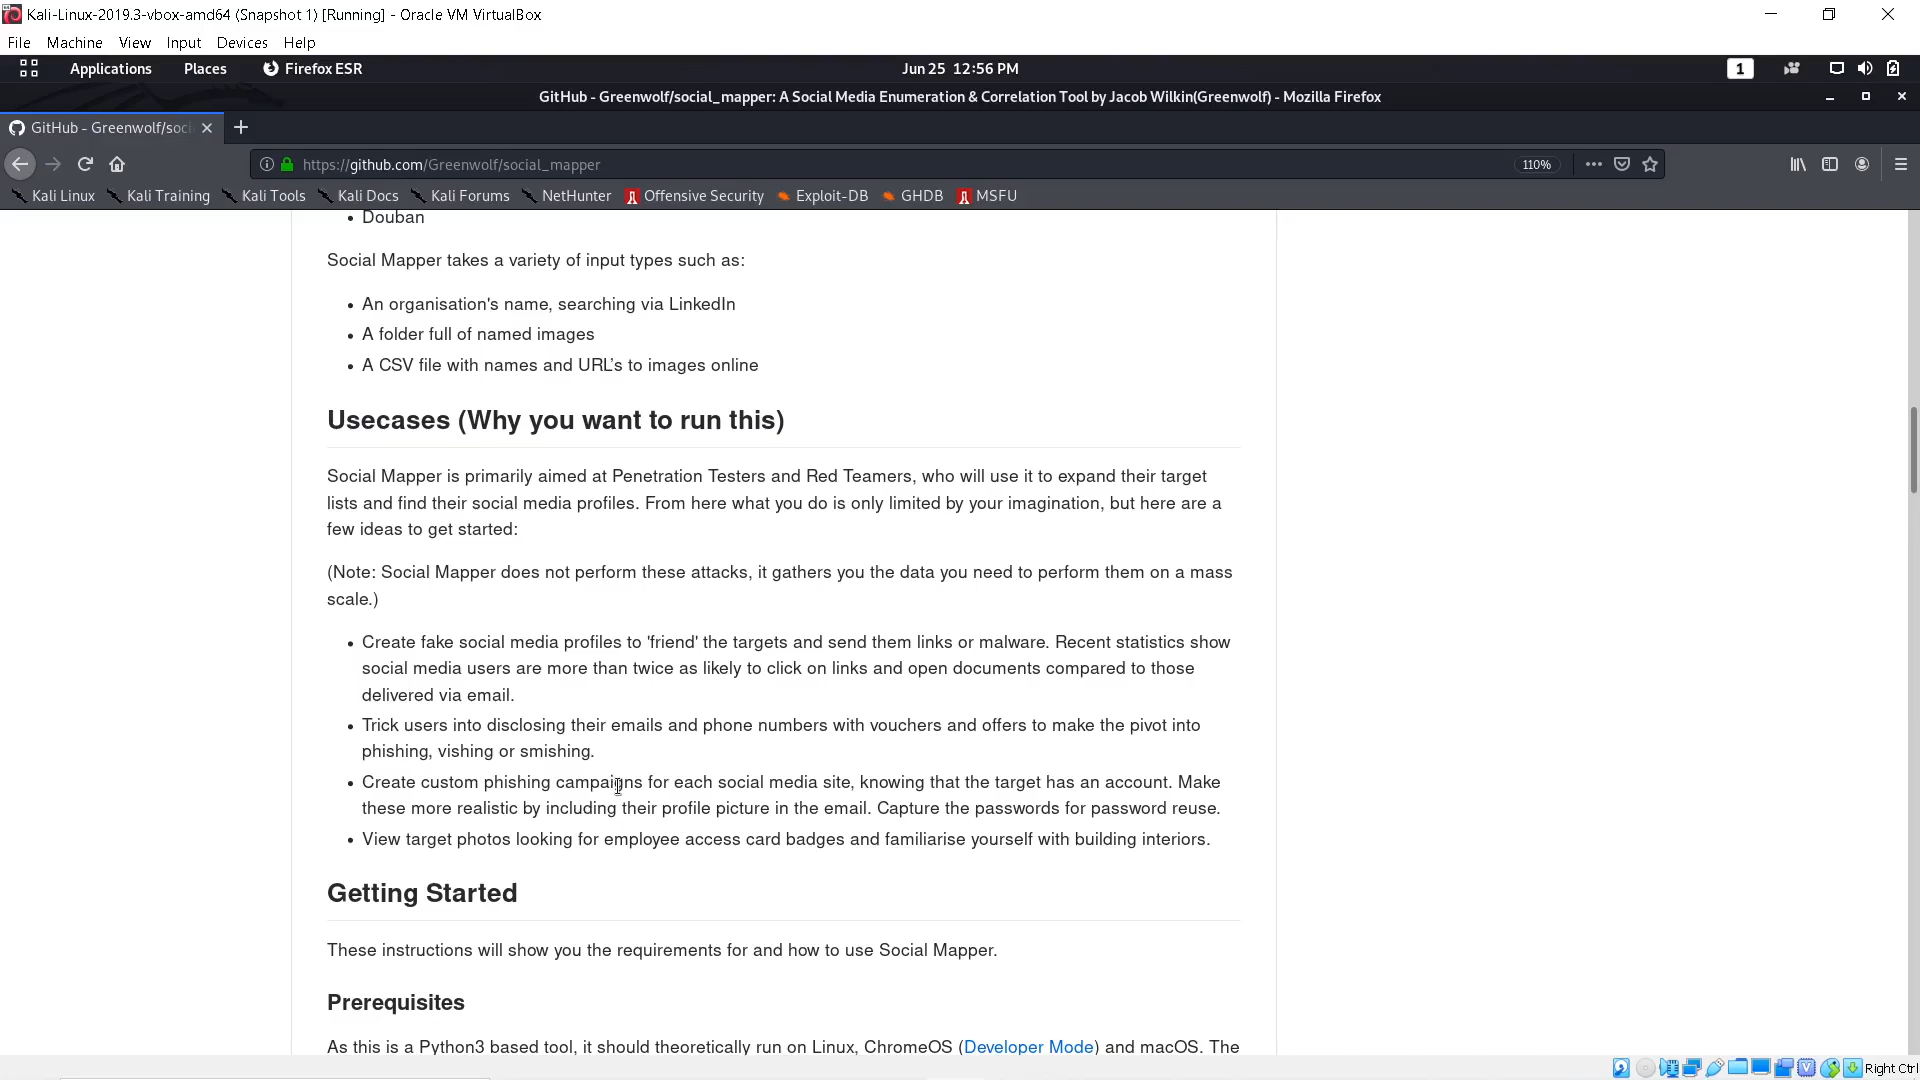 Kali-Linux-2019.3-vbox-amd64 (Snapshot 1) [Running] - Oracle VM VirtualBox
File Machine View Input Devices Help
Applications Places Firefox ESR Jun 25 12:56 PM 1
GitHub - Greenwolf/social_mapper: A Social Media Enumeration & Correlation Tool by Jacob Wilkin(Greenwolf) - Mozilla Firefox
GitHub - Greenwolf/soci
https://github.com/Greenwolf/social_mapper 110%
Kali Linux Kali Training Kali Tools Kali Docs Kali Forums NetHunter Offensive Security Exploit-DB GHDB MSFU
• Douban
Social Mapper takes a variety of input types such as:
• An organisation's name, searching via LinkedIn
• A folder full of named images
• A CSV file with names and URL's to images online
Usecases (Why you want to run this)
Social Mapper is primarily aimed at Penetration Testers and Red Teamers, who will use it to expand their target
lists and find their social media profiles. From here what you do is only limited by your imagination, but here are a
few ideas to get started:
(Note: Social Mapper does not perform these attacks, it gathers you the data you need to perform them on a mass
scale.)
• Create fake social media profiles to 'friend' the targets and send them links or malware. Recent statistics show
social media users are more than twice as likely to click on links and open documents compared to those
delivered via email.
• Trick users into disclosing their emails and phone numbers with vouchers and offers to make the pivot into
phishing, vishing or smishing.
• Create custom phishing campaigns for each social media site, knowing that the target has an account. Make
these more realistic by including their profile picture in the email. Capture the passwords for password reuse.
• View target photos looking for employee access card badges and familiarise yourself with building interiors.
Getting Started
These instructions will show you the requirements for and how to use Social Mapper.
Prerequisites
As this is a Python3 based tool, it should theoretically run on Linux, ChromeOS (Developer Mode) and macOS. The
Right Ctrl